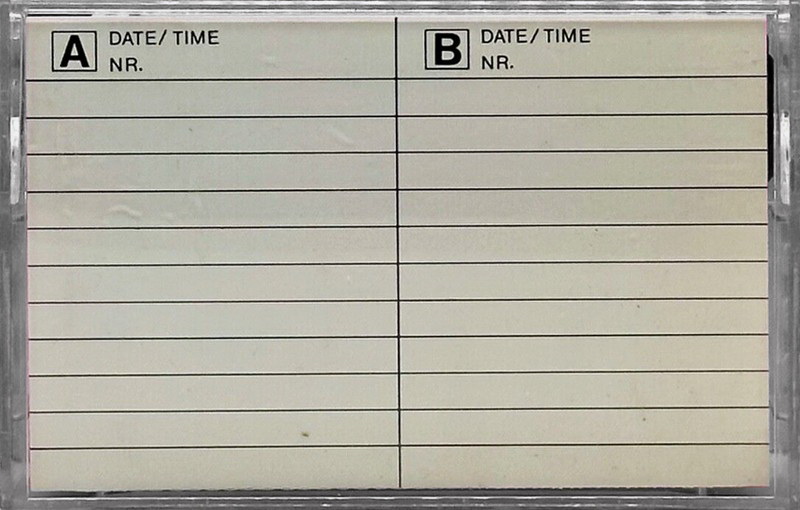 A DATE/ TIME
NR.
B DATE/ TIME
NR.